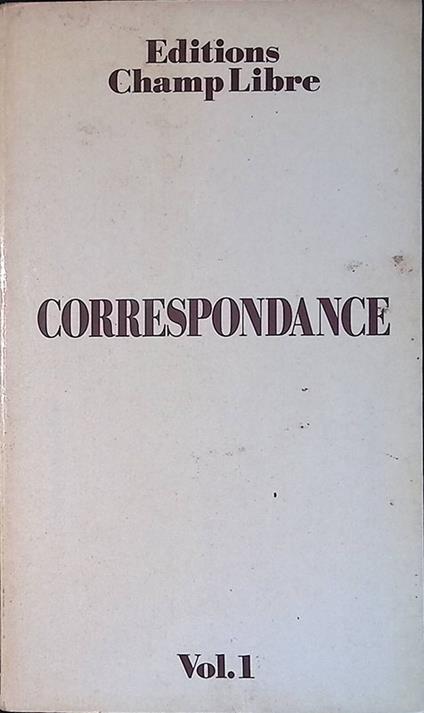 Editions
Champ Libre
CORRESPONDANCE
Vol.1